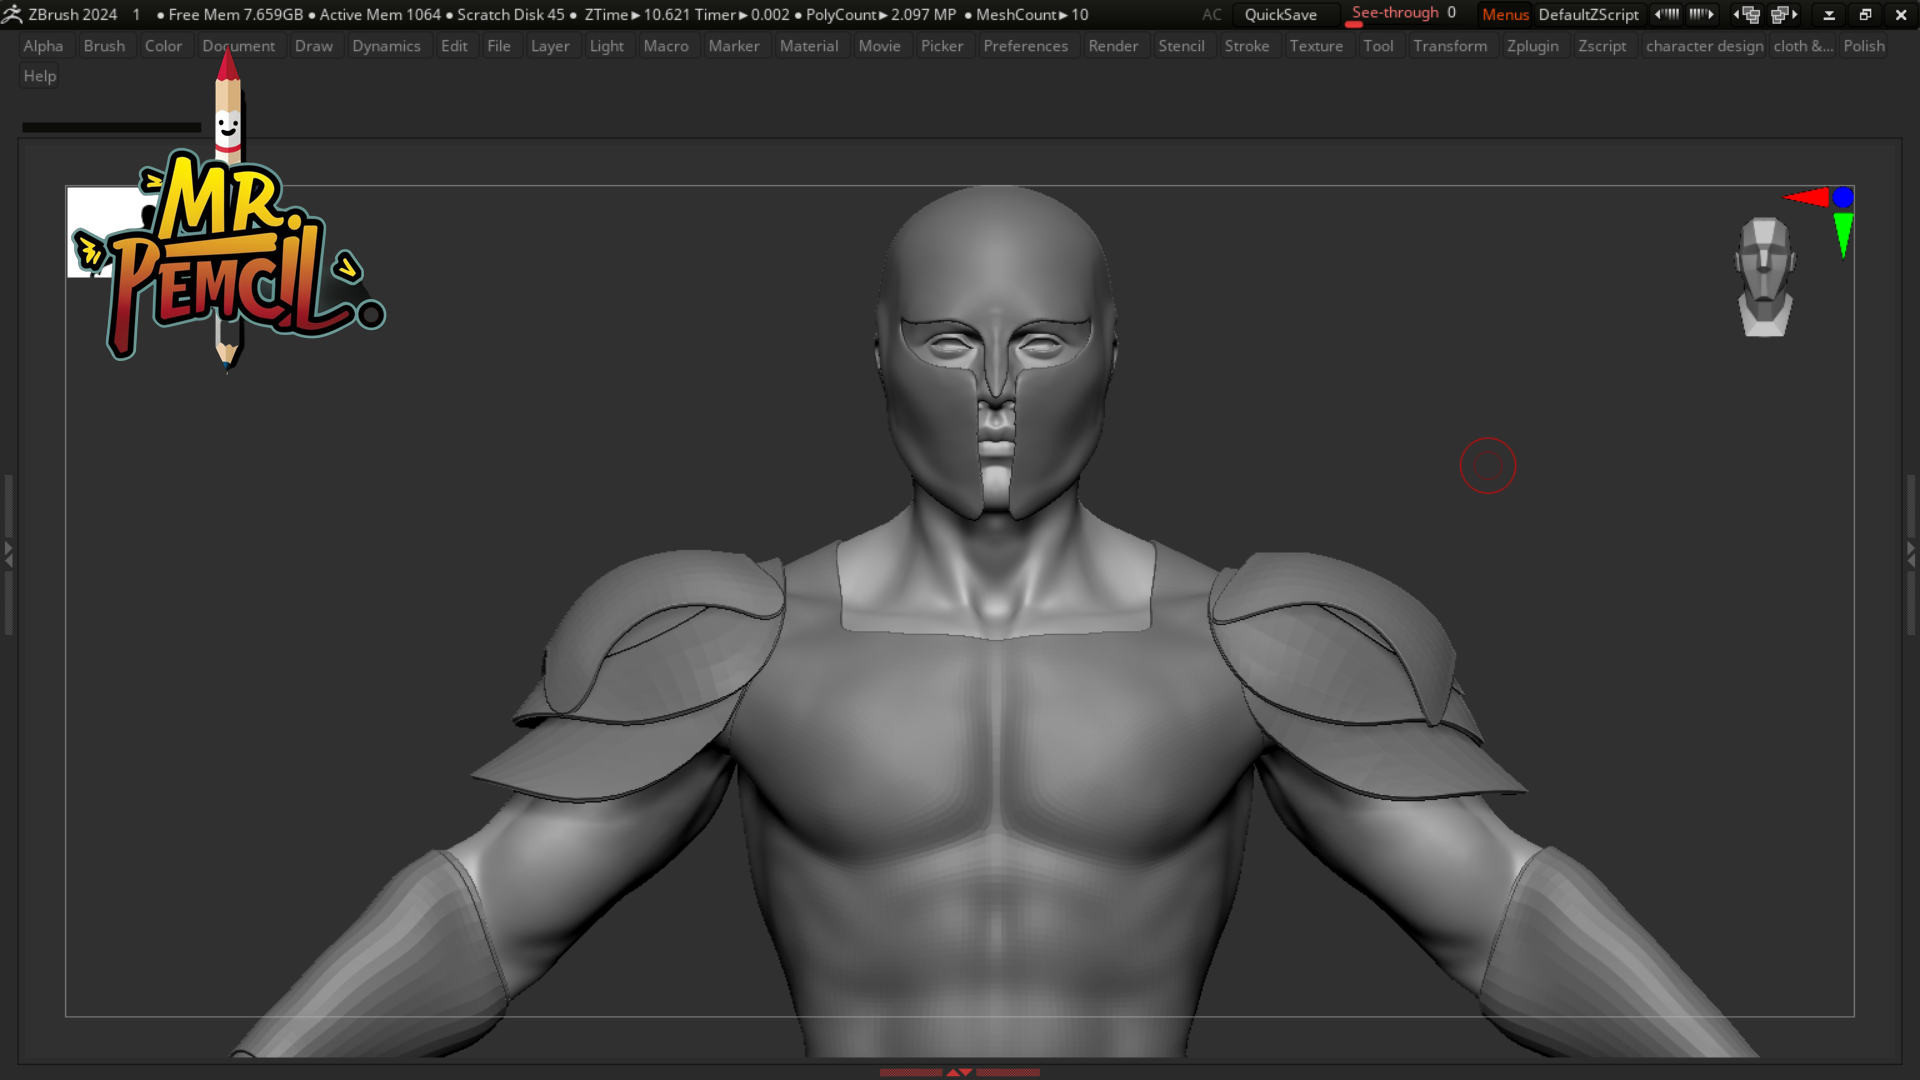 ZBrush 2024 1 ● Free Mem 7.659GB ● Active Mem 1064 ● Scratch Disk 45 ● ZTime►10.621 Timer►0.002 ● PolyCount►2.097 MP ● MeshCount►10 AC QuickSave See-through 0 Menus DefaultZScript
Alpha Brush Color Document Draw Dynamics Edit File Layer Light Macro Marker Material Movie Picker Preferences Render Stencil Stroke Texture Tool Transform Zplugin Zscript character design cloth &... Polish
Help
MR.
PEMCIL.